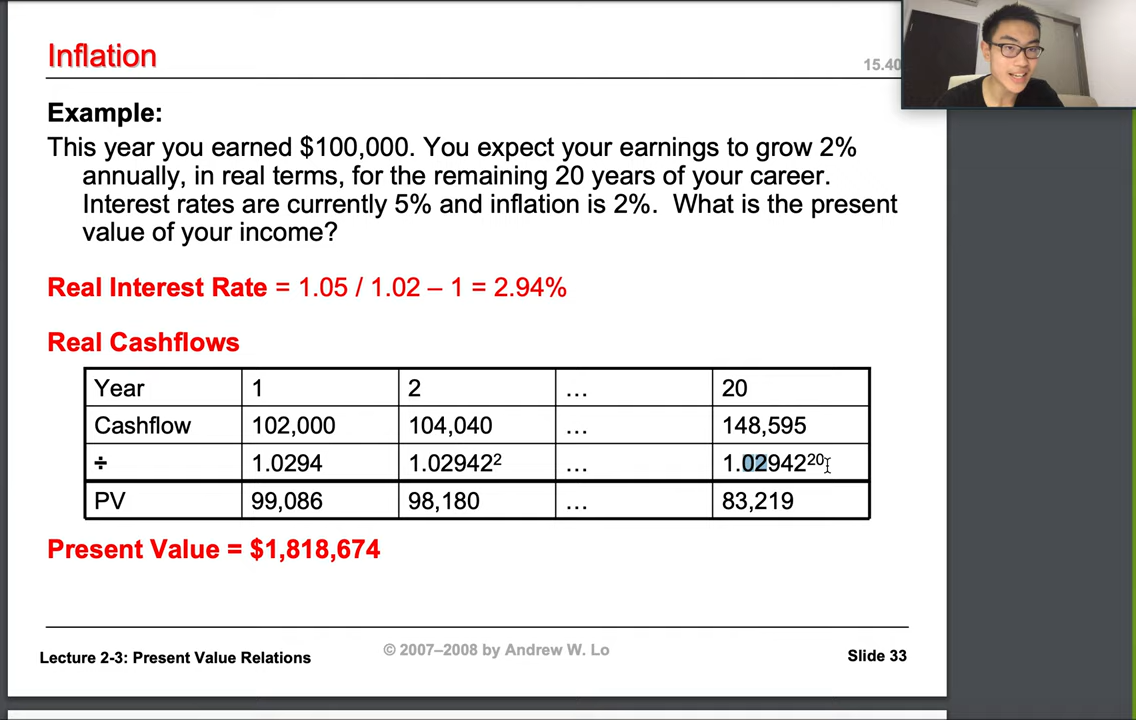 Inflation
15.40
Example:
This year you earned $100,000. You expect your earnings to grow 2%
annually, in real terms, for the remaining 20 years of your career.
Interest rates are currently 5% and inflation is 2%. What is the present
value of your income?
Real Interest Rate = 1.05 / 1.02 – 1 = 2.94%
Real Cashflows
Year 1 2 … 20
Cashflow 102,000 104,040 … 148,595
÷ 1.0294 1.02942² … 1.02942²⁰
PV 99,086 98,180 … 83,219
Present Value = $1,818,674
Lecture 2-3: Present Value Relations © 2007–2008 by Andrew W. Lo Slide 33